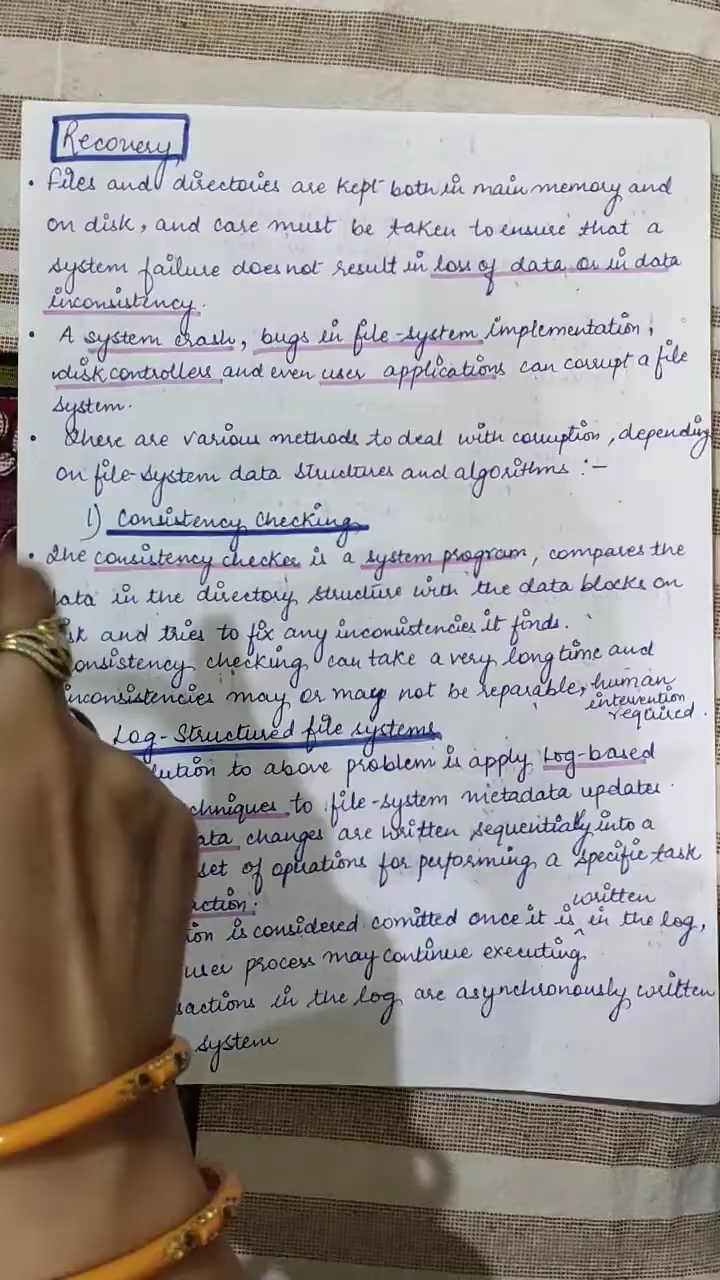 Recovery
• Files and directories are kept both in main memory and
on disk, and care must be taken to ensure that a
system failure does not result in loss of data or in data
inconsistency.
• A system crash, bugs in file-system implementation,
disk controllers and even user applications can corrupt a file
system.
• There are various methods to deal with corruption, depending
on file-system data structures and algorithms :-
1) Consistency Checking
• The consistency checker is a system program, compares the
data in the directory structure with the data blocks on
sk and tries to fix any inconsistencies it finds.
onsistency checking can take a very long time and
inconsistencies may or may not be reparable, human
intervention
required.
Log-Structured file systems
lution to above problem is apply Log-based
chniques to file-system metadata updates.
ata changes are written sequentially into a
set of operations for performing a specific task
action.
ion is considered comitted once it is written in the log,
user process may continue executing.
sactions in the log are asynchronously written
system